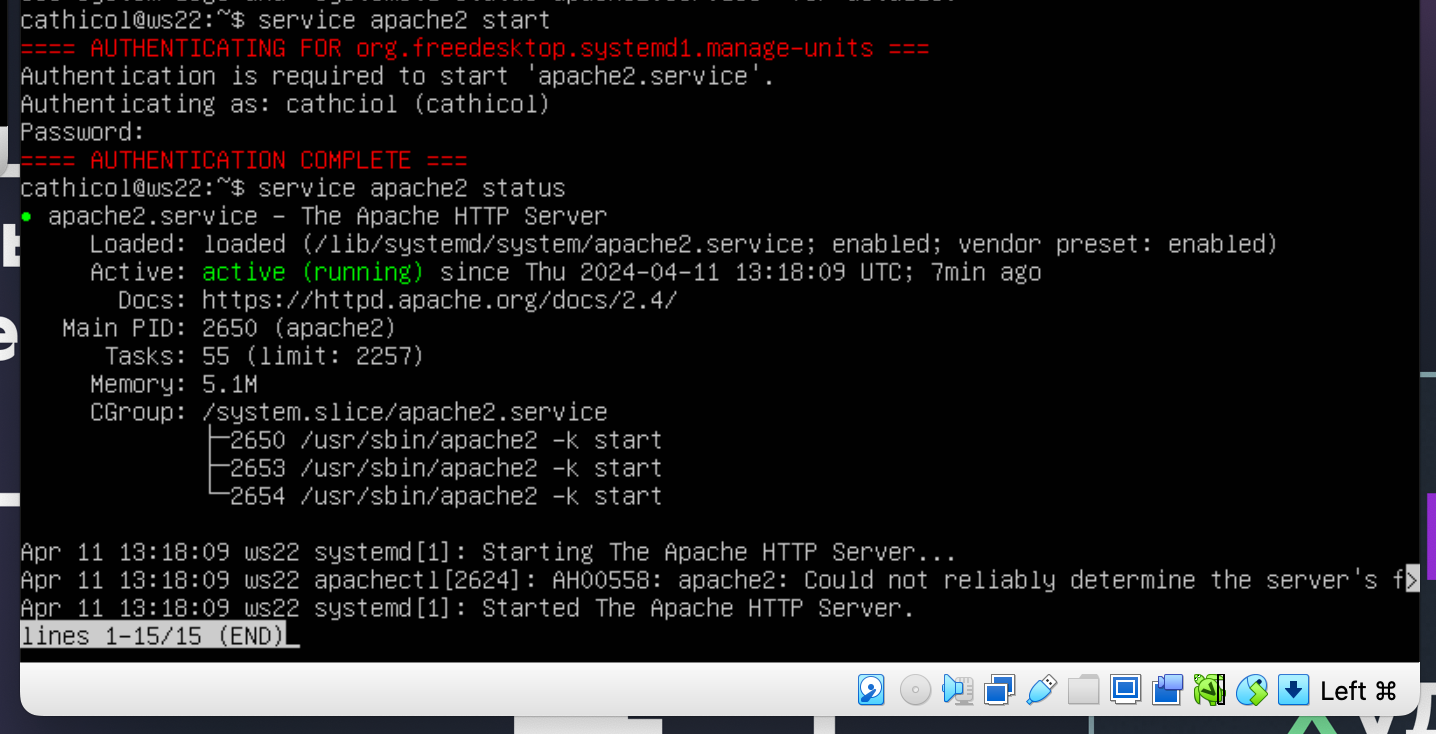 cathicol@ws22:~$ service apache2 start
==== AUTHENTICATING FOR org.freedesktop.systemd1.manage-units ===
Authentication is required to start 'apache2.service'.
Authenticating as: cathciol (cathicol)
Password:
==== AUTHENTICATION COMPLETE ===
cathicol@ws22:~$ service apache2 status
● apache2.service - The Apache HTTP Server
Loaded: loaded (/lib/systemd/system/apache2.service; enabled; vendor preset: enabled)
Active: active (running) since Thu 2024-04-11 13:18:09 UTC; 7min ago
Docs: https://httpd.apache.org/docs/2.4/
Main PID: 2650 (apache2)
Tasks: 55 (limit: 2257)
Memory: 5.1M
CGroup: /system.slice/apache2.service
├─2650 /usr/sbin/apache2 -k start
├─2653 /usr/sbin/apache2 -k start
└─2654 /usr/sbin/apache2 -k start
Apr 11 13:18:09 ws22 systemd[1]: Starting The Apache HTTP Server...
Apr 11 13:18:09 ws22 apachectl[2624]: AH00558: apache2: Could not reliably determine the server's f>
Apr 11 13:18:09 ws22 systemd[1]: Started The Apache HTTP Server.
lines 1-15/15 (END)
Left ⌘